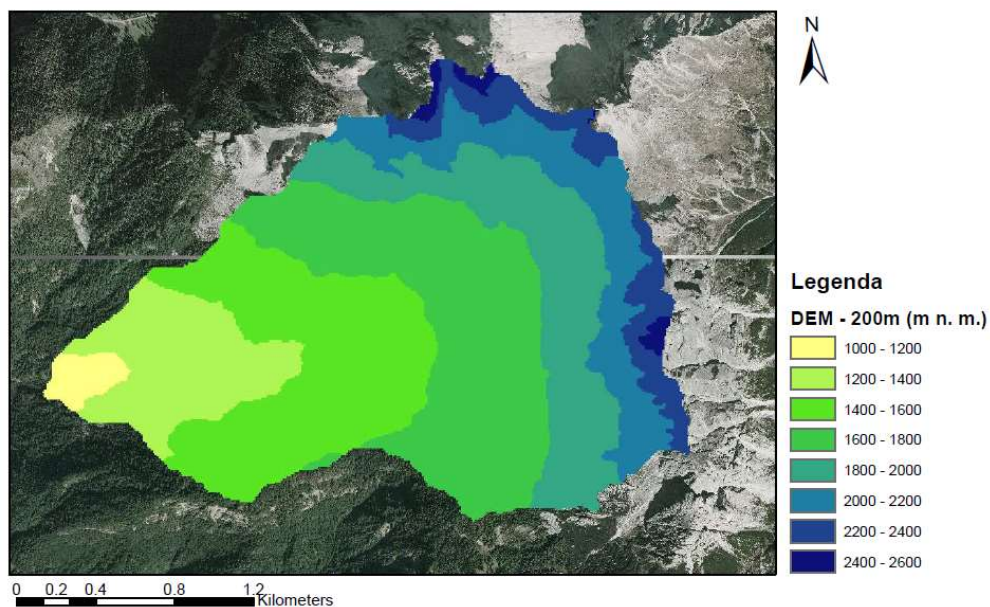 N
Legenda
DEM - 200m (m n. m.)
1000 - 1200
1200 - 1400
1400 - 1600
1600 - 1800
1800 - 2000
2000 - 2200
2200 - 2400
2400 - 2600
0 0.2 0.4 0.8 1.2
Kilometers